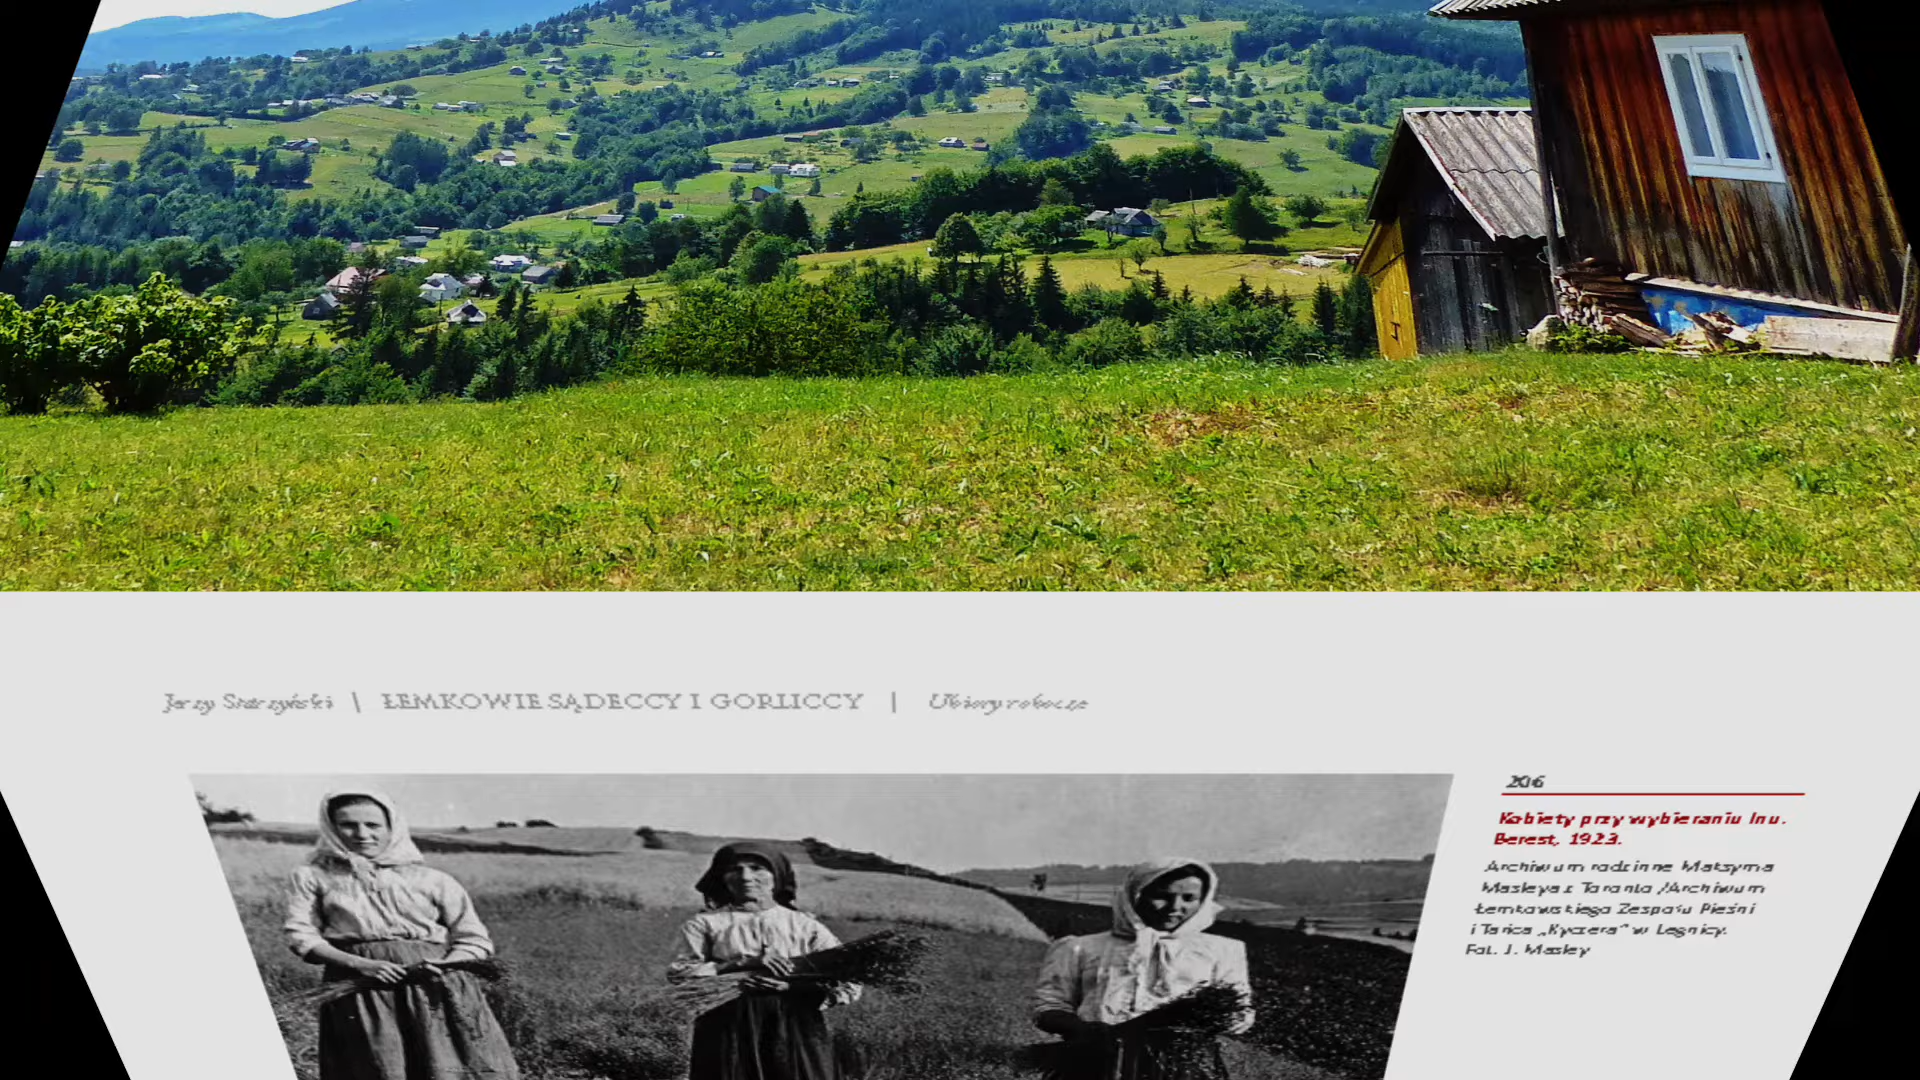 Jerzy Starzyński | ŁEMKOWIE SĄDECCY I GORLICCY | Ubiory robocze
206
Kobiety przy wybieraniu lnu.
Berest, 1923.
Archiwum rodzinne Maksyma
Masleya z Toronto /Archiwum
Łemkowskiego Zespołu Pieśni
i Tańca „Kyczera” w Legnicy.
Fot. J. Masley